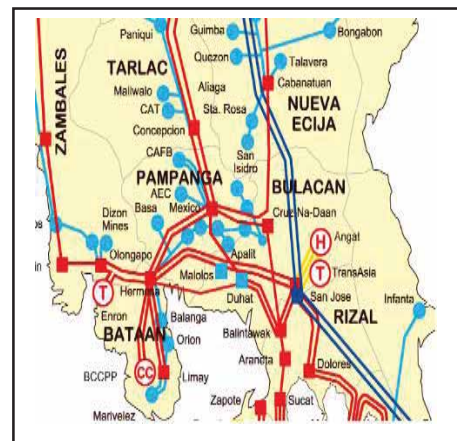 Guimba
Bongabon
Paniqui
Quezon
Talavera
TARLAC
Cabanatuan
Maliwalo
Aliaga
NUEVA
ECIJA
CAT
Sta. Rosa
ZAMBALES
Concepcion
CAFB
San
Isidro
PAMPANGA
BULACAN
AEC
Mexico
Basa
Cruz Na-Daan
Dizon
Mines
H
Angat
Olongapo
Apalit
T
TransAsia
Malolos
T
Hermosa
Duhat
San Jose
Infanta
Enron
RIZAL
BATAAN
Balanga
Balintawak
Orion
Araneta
Dolores
BCCPP
CC
Limay
Zapote
Sucat
Marivelez